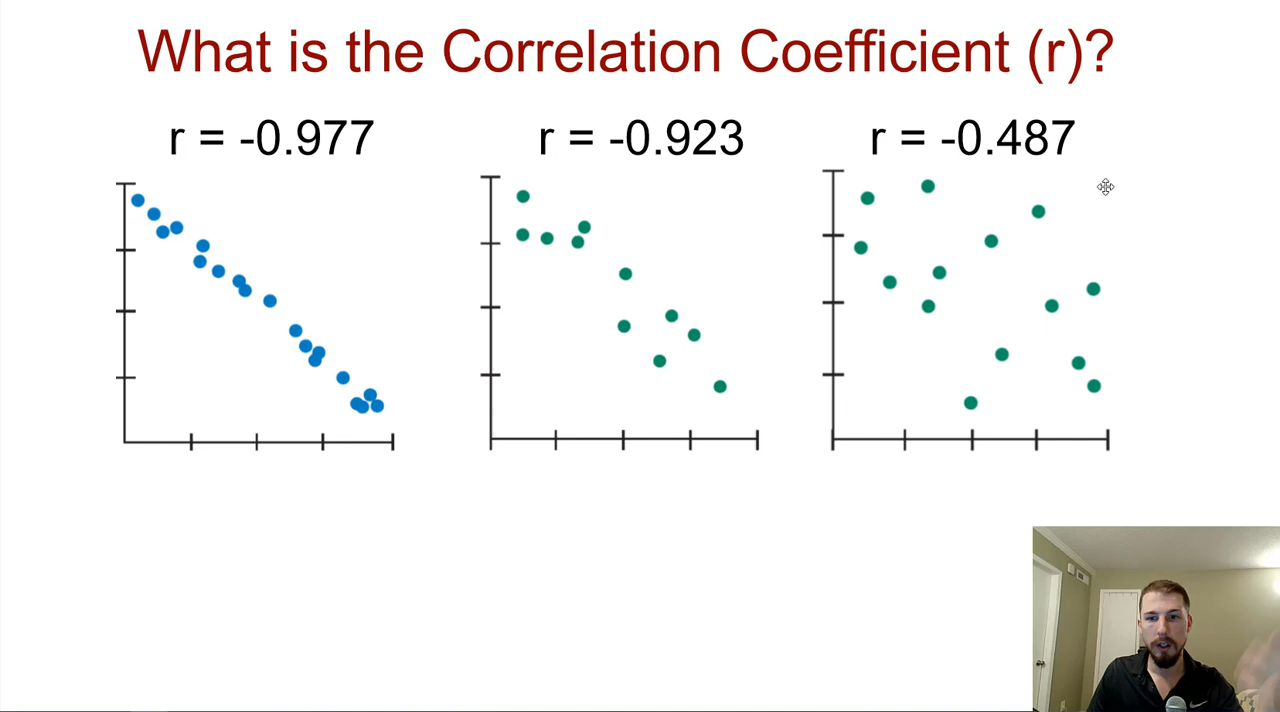 What is the Correlation Coefficient (r)?
r = -0.977
r = -0.923
r = -0.487